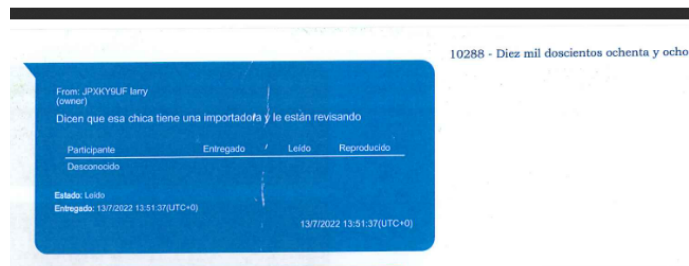 10288 - Diez mil doscientos ochenta y ocho
From: JPXKY9UF larry
(owner)
Dicen que esa chica tiene una importadora y le están revisando
Participante Entregado Leído Reproducido
Desconocido
Estado: Leído
Entregado: 13/7/2022 13:51:37(UTC+0)
13/7/2022 13:51:37(UTC+0)